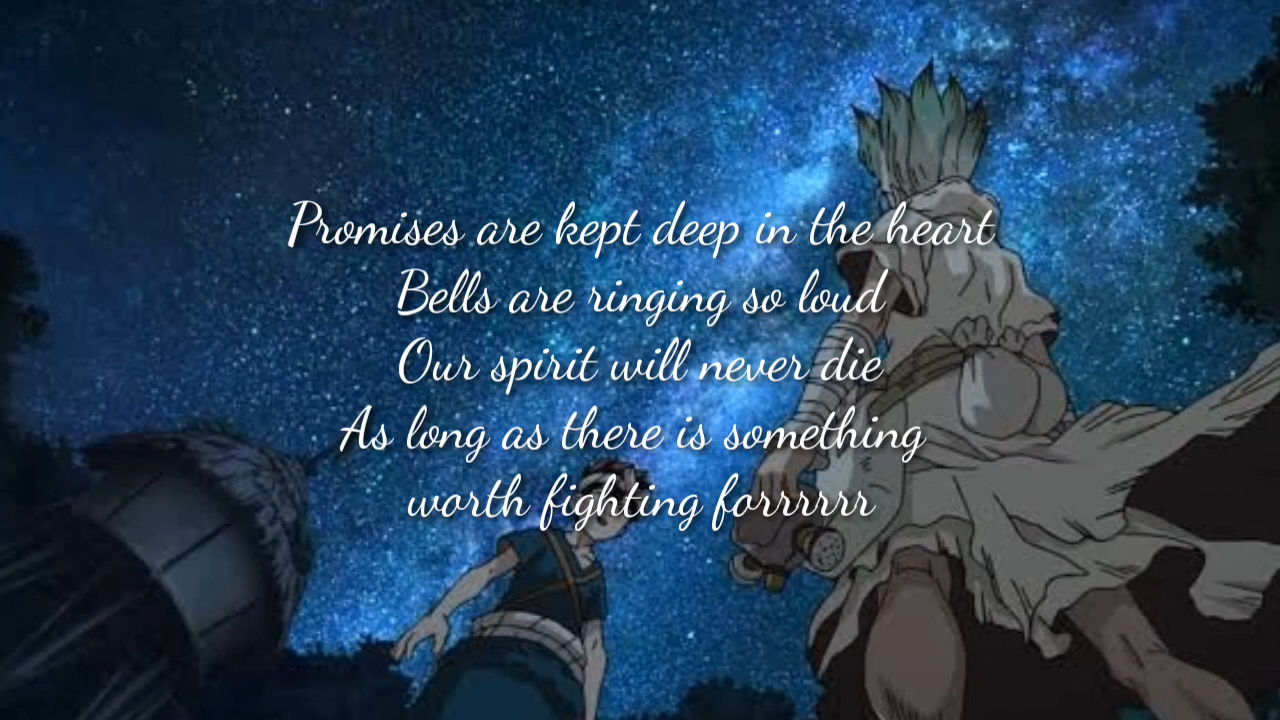 Promises are kept deep in the heart
Bells are ringing so loud
Our spirit will never die
As long as there is something
worth fighting forrrrrr